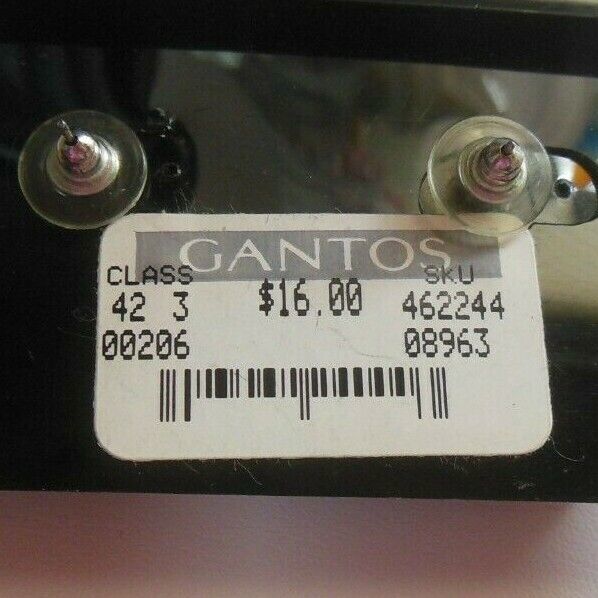 GANTOS
CLASS SKU
42 3 $16.00 462244
00206 08963